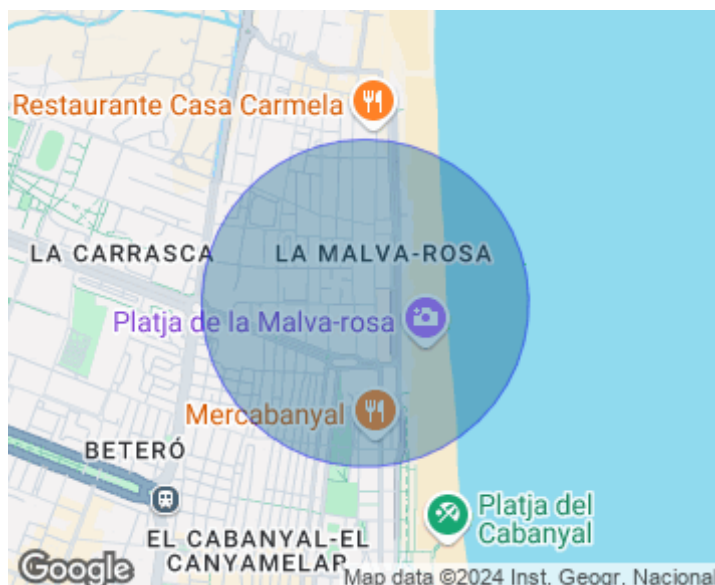 Restaurante Casa Carmela
LA CARRASCA
LA MALVA-ROSA
Platja de la Malva-rosa
Mercabanyal
BETERÓ
Platja del
Cabanyal
EL CABANYAL-EL
CANYAMELAR
Google
Map data ©2024 Inst. Geogr. Nacional